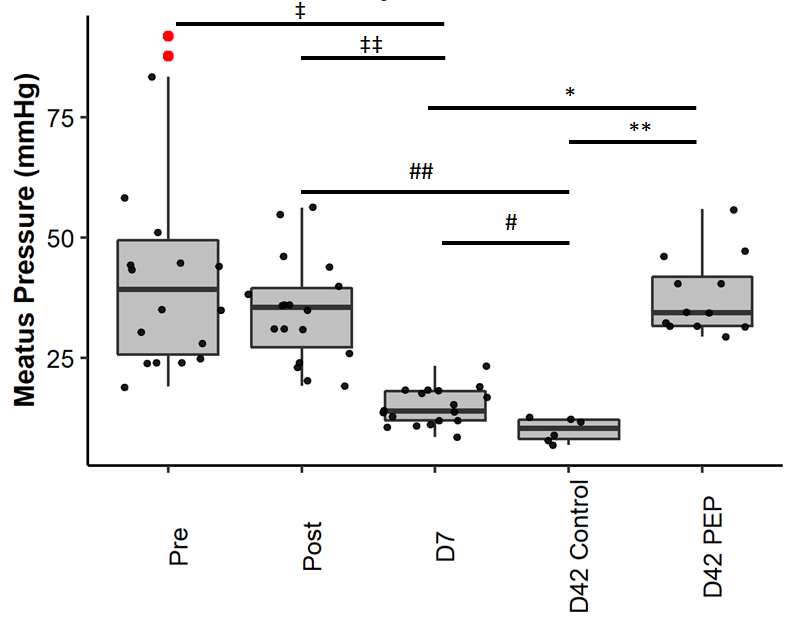 ‡
‡‡
*
**
##
#
Meatus Pressure (mmHg)
75
50
25
Pre
Post
D7
D42 Control
D42 PEP